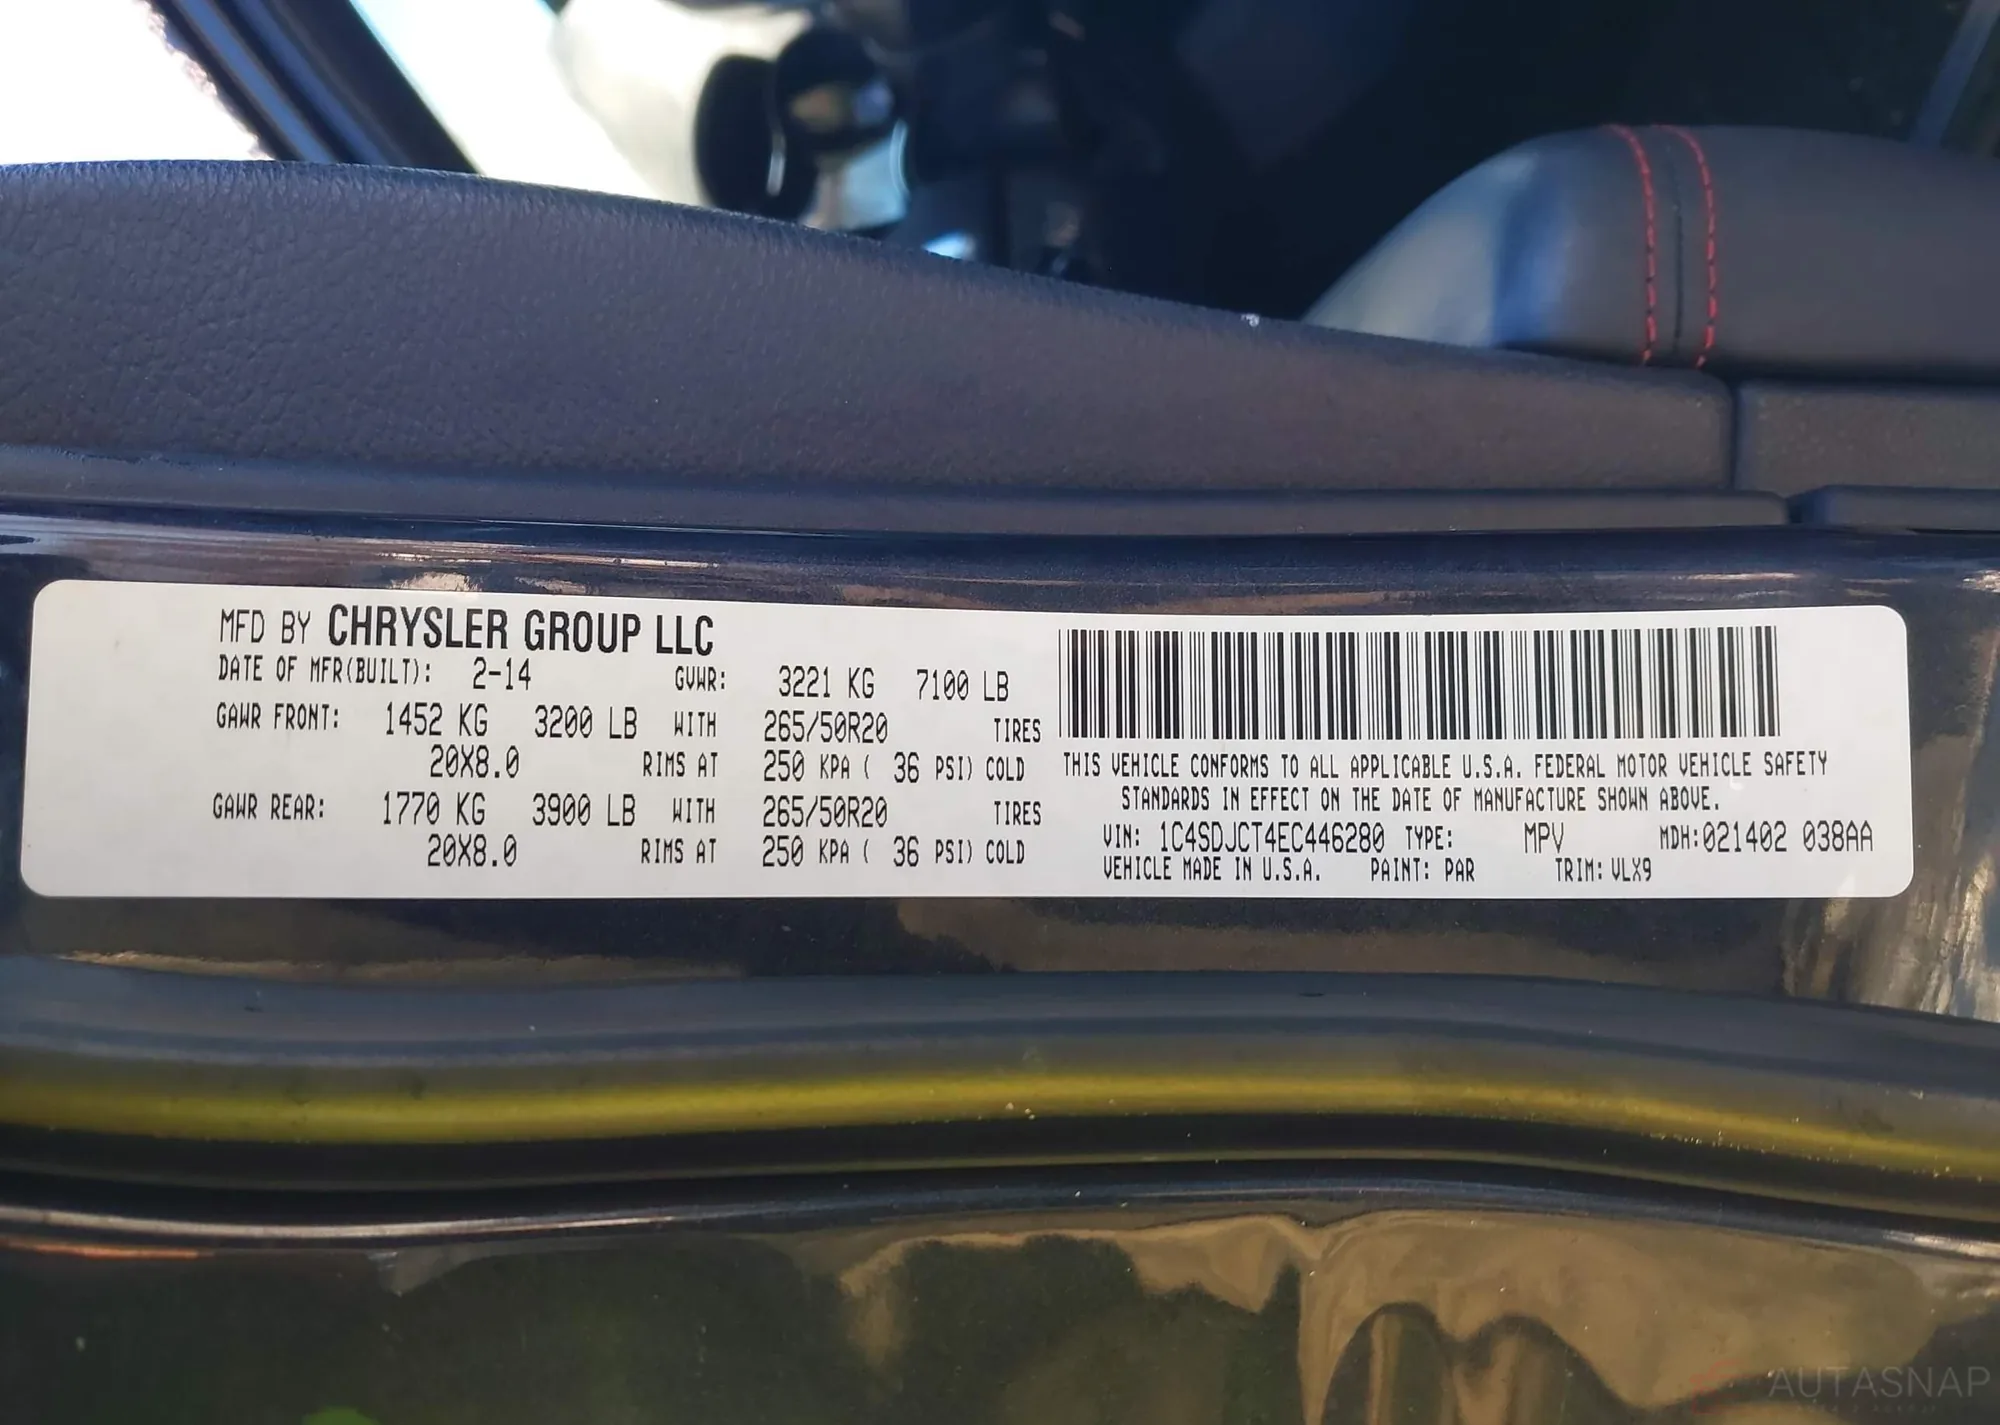 MFD BY CHRYSLER GROUP LLC
DATE OF MFR(BUILT): 2-14 GVWR: 3221 KG 7100 LB
GAWR FRONT: 1452 KG 3200 LB WITH 265/50R20 TIRES
20X8.0 RIMS AT 250 KPA ( 36 PSI) COLD
GAWR REAR: 1770 KG 3900 LB WITH 265/50R20 TIRES
20X8.0 RIMS AT 250 KPA ( 36 PSI) COLD
THIS VEHICLE CONFORMS TO ALL APPLICABLE U.S.A. FEDERAL MOTOR VEHICLE SAFETY
STANDARDS IN EFFECT ON THE DATE OF MANUFACTURE SHOWN ABOVE.
VIN: 1C4SDJCT4EC446280 TYPE: MPV MDH:021402 038AA
VEHICLE MADE IN U.S.A. PAINT: PAR TRIM: VLX9
AUTASNAP